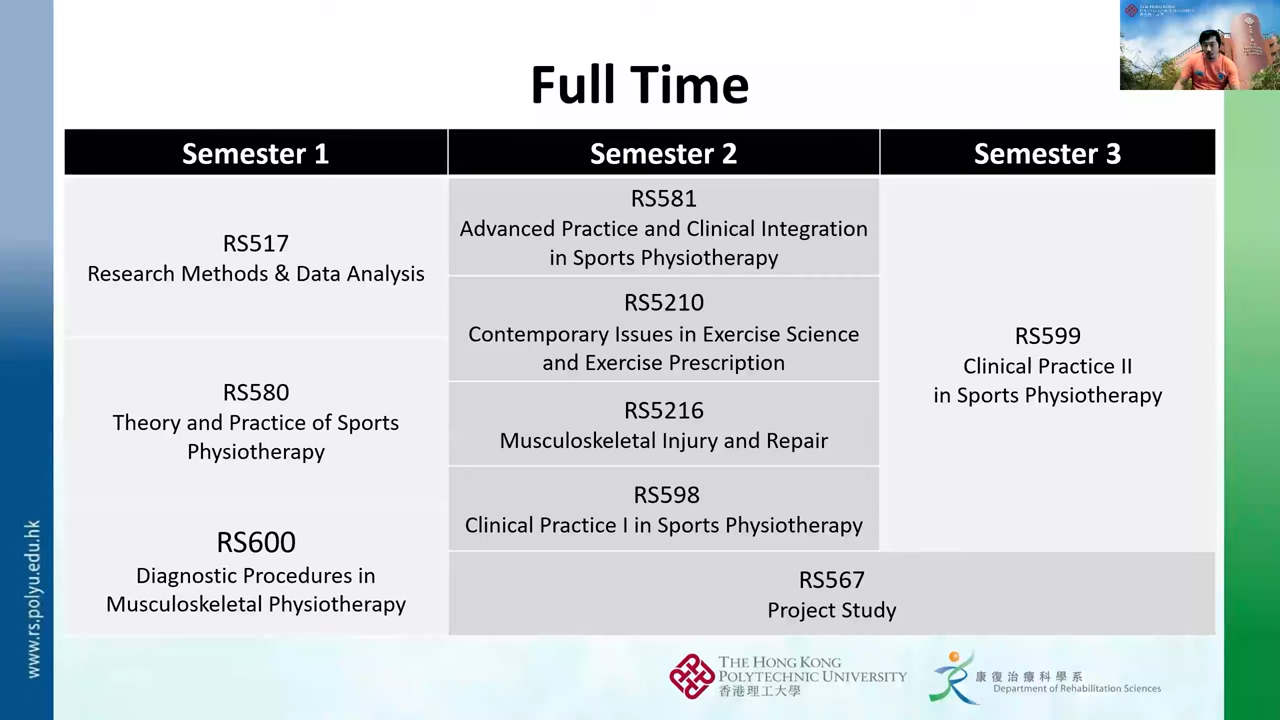 Full Time
Semester 1
Semester 2
Semester 3
RS517
Research Methods & Data Analysis
RS580
Theory and Practice of Sports
Physiotherapy
RS600
Diagnostic Procedures in
Musculoskeletal Physiotherapy
RS581
Advanced Practice and Clinical Integration
in Sports Physiotherapy
RS5210
Contemporary Issues in Exercise Science
and Exercise Prescription
RS5216
Musculoskeletal Injury and Repair
RS598
Clinical Practice I in Sports Physiotherapy
RS599
Clinical Practice II
in Sports Physiotherapy
RS567
Project Study
www.rs.polyu.edu.hk
THE HONG KONG
POLYTECHNIC UNIVERSITY
香港理工大學
康復治療科學系
Department of Rehabilitation Sciences